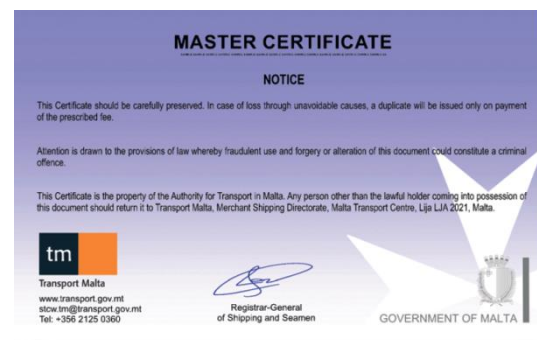 MASTER CERTIFICATE
NOTICE
This Certificate should be carefully preserved. In case of loss through unavoidable causes, a duplicate will be issued only on payment
of the prescribed fee.
Attention is drawn to the provisions of law whereby fraudulent use and forgery or alteration of this document could constitute a criminal
offence.
This Certificate is the property of the Authority for Transport in Malta. Any person other than the lawful holder coming into possession of
this document should return it to Transport Malta, Merchant Shipping Directorate, Malta Transport Centre, Lija LJA 2021, Malta.
tm
Transport Malta
www.transport.gov.mt
stcw.tm@transport.gov.mt
Tel: +356 2125 0360
Registrar-General
of Shipping and Seamen
GOVERNMENT OF MALTA